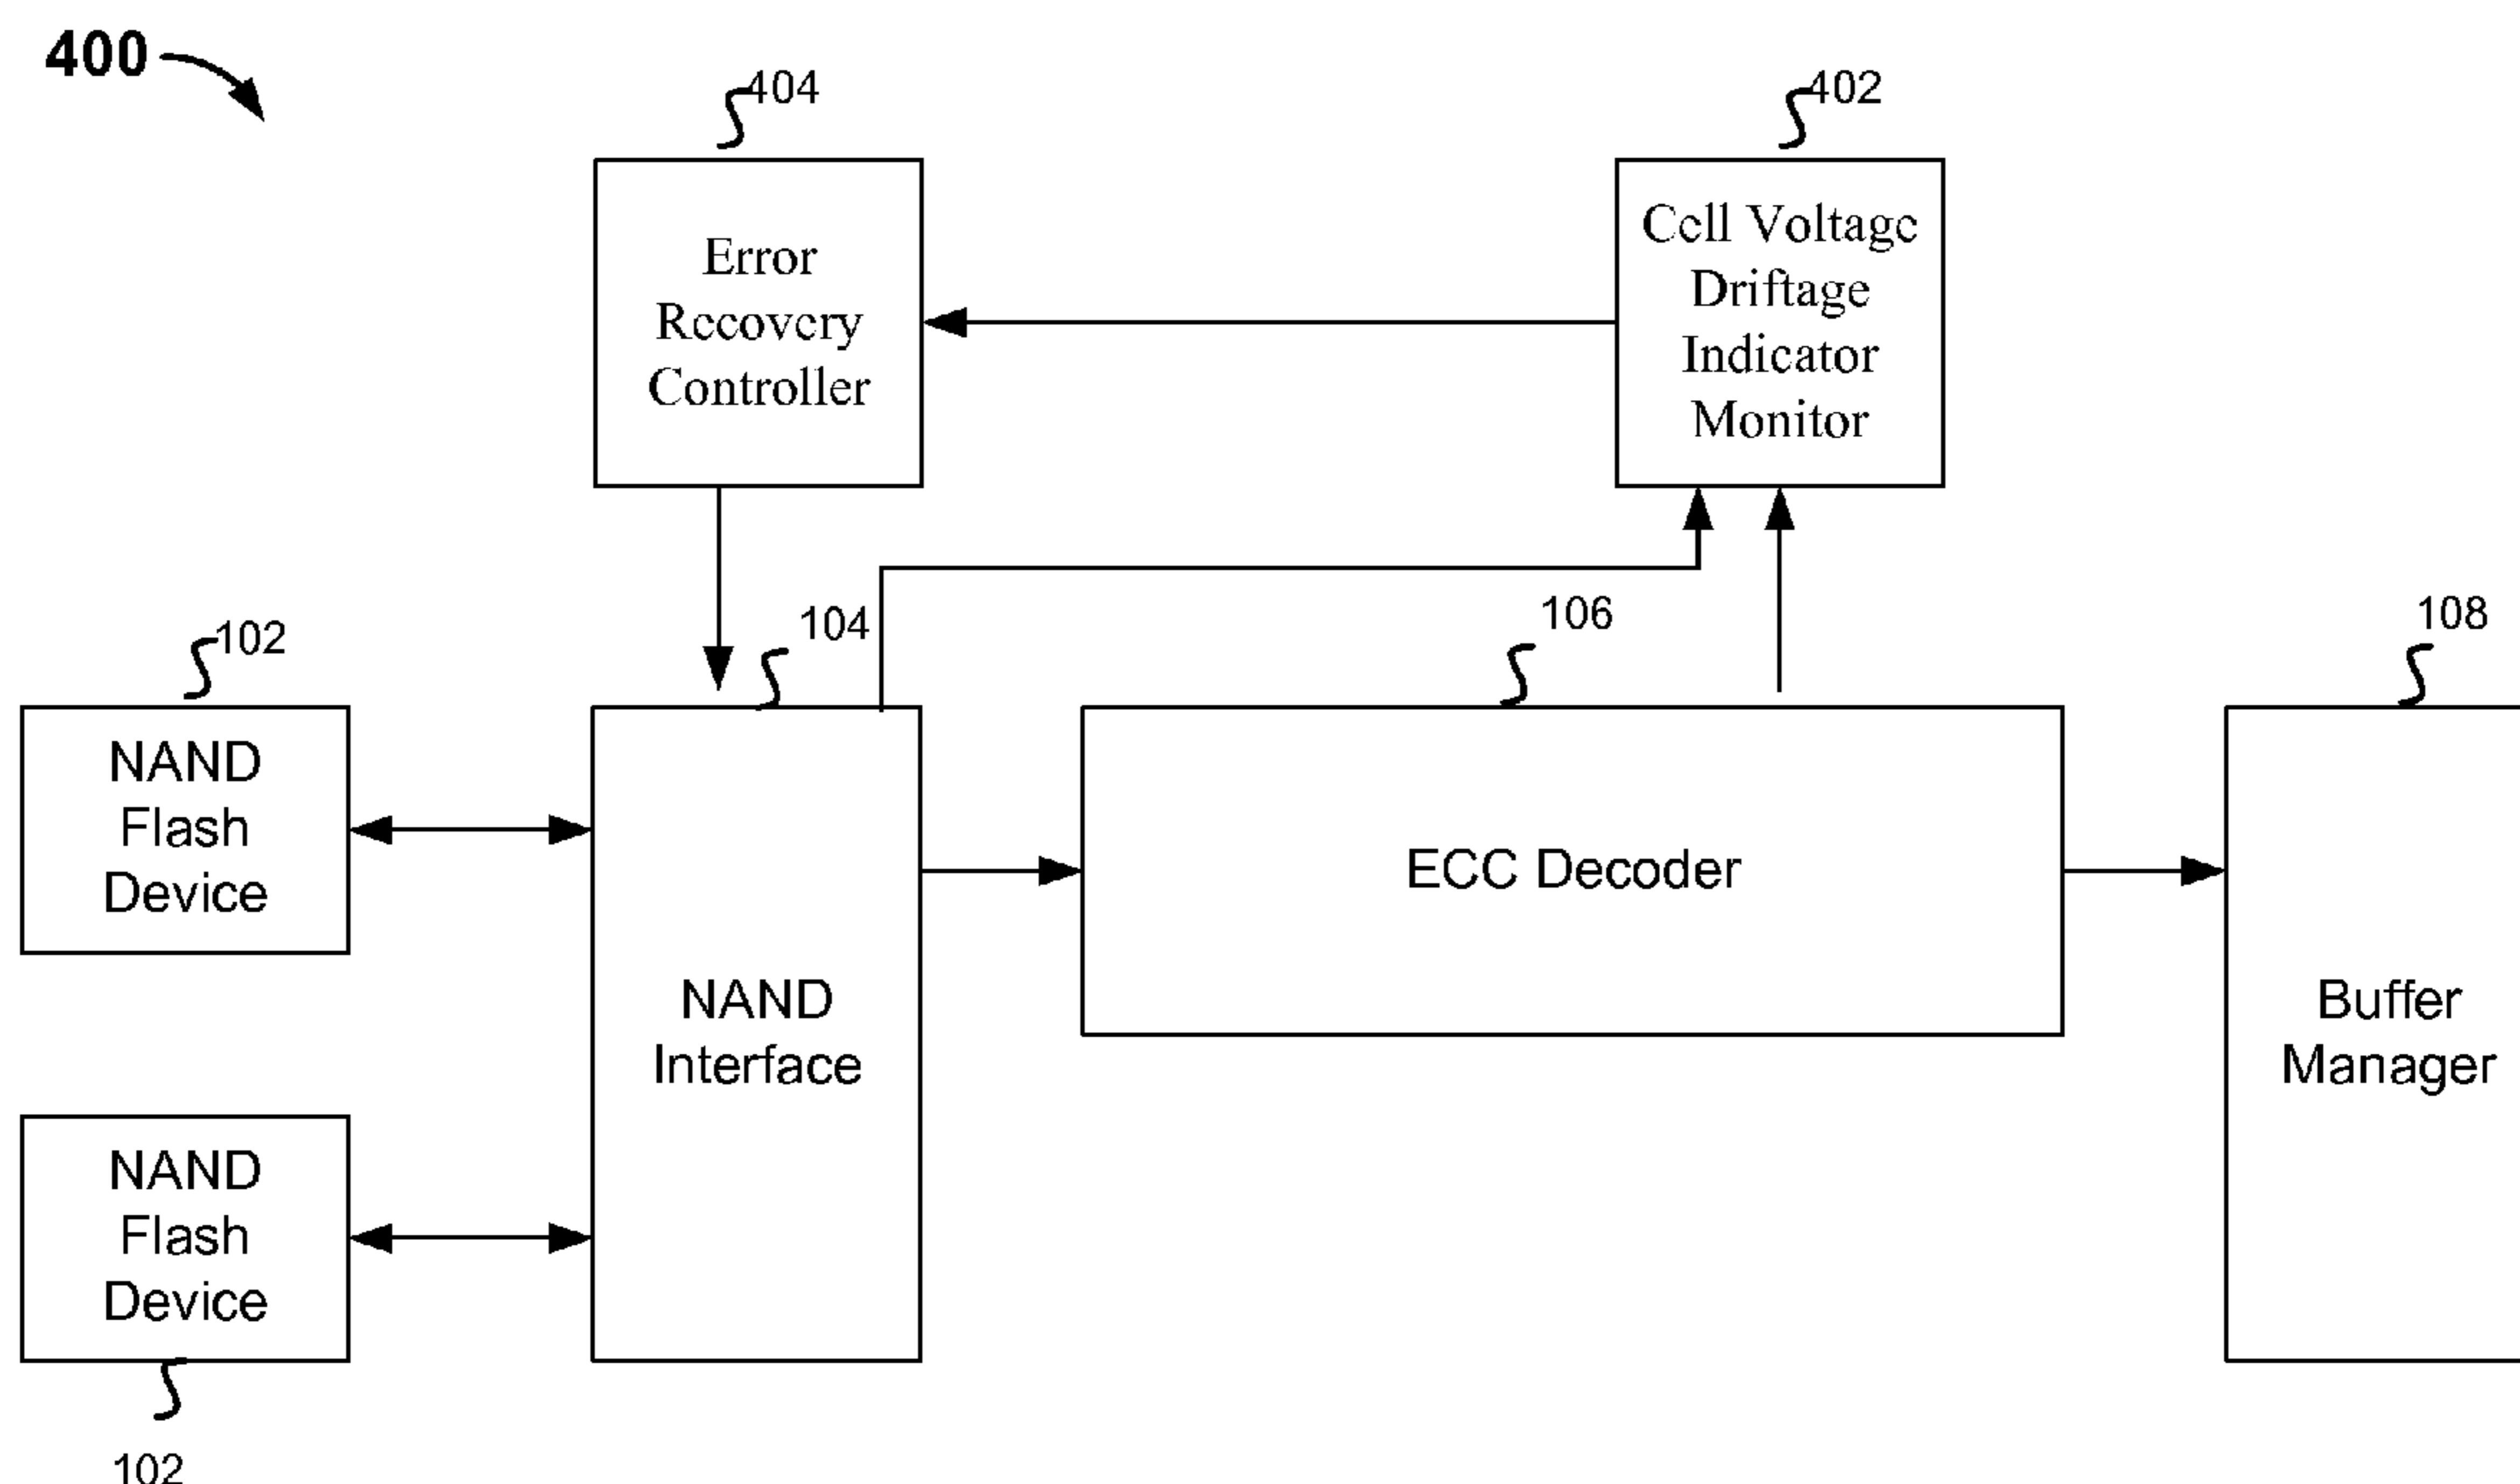 400
404
402
Error
Recovery
Controller
Cell Voltage
Driftage
Indicator
Monitor
102
104
106
108
NAND
Flash
Device
NAND
Interface
ECC Decoder
Buffer
Manager
NAND
Flash
Device
102